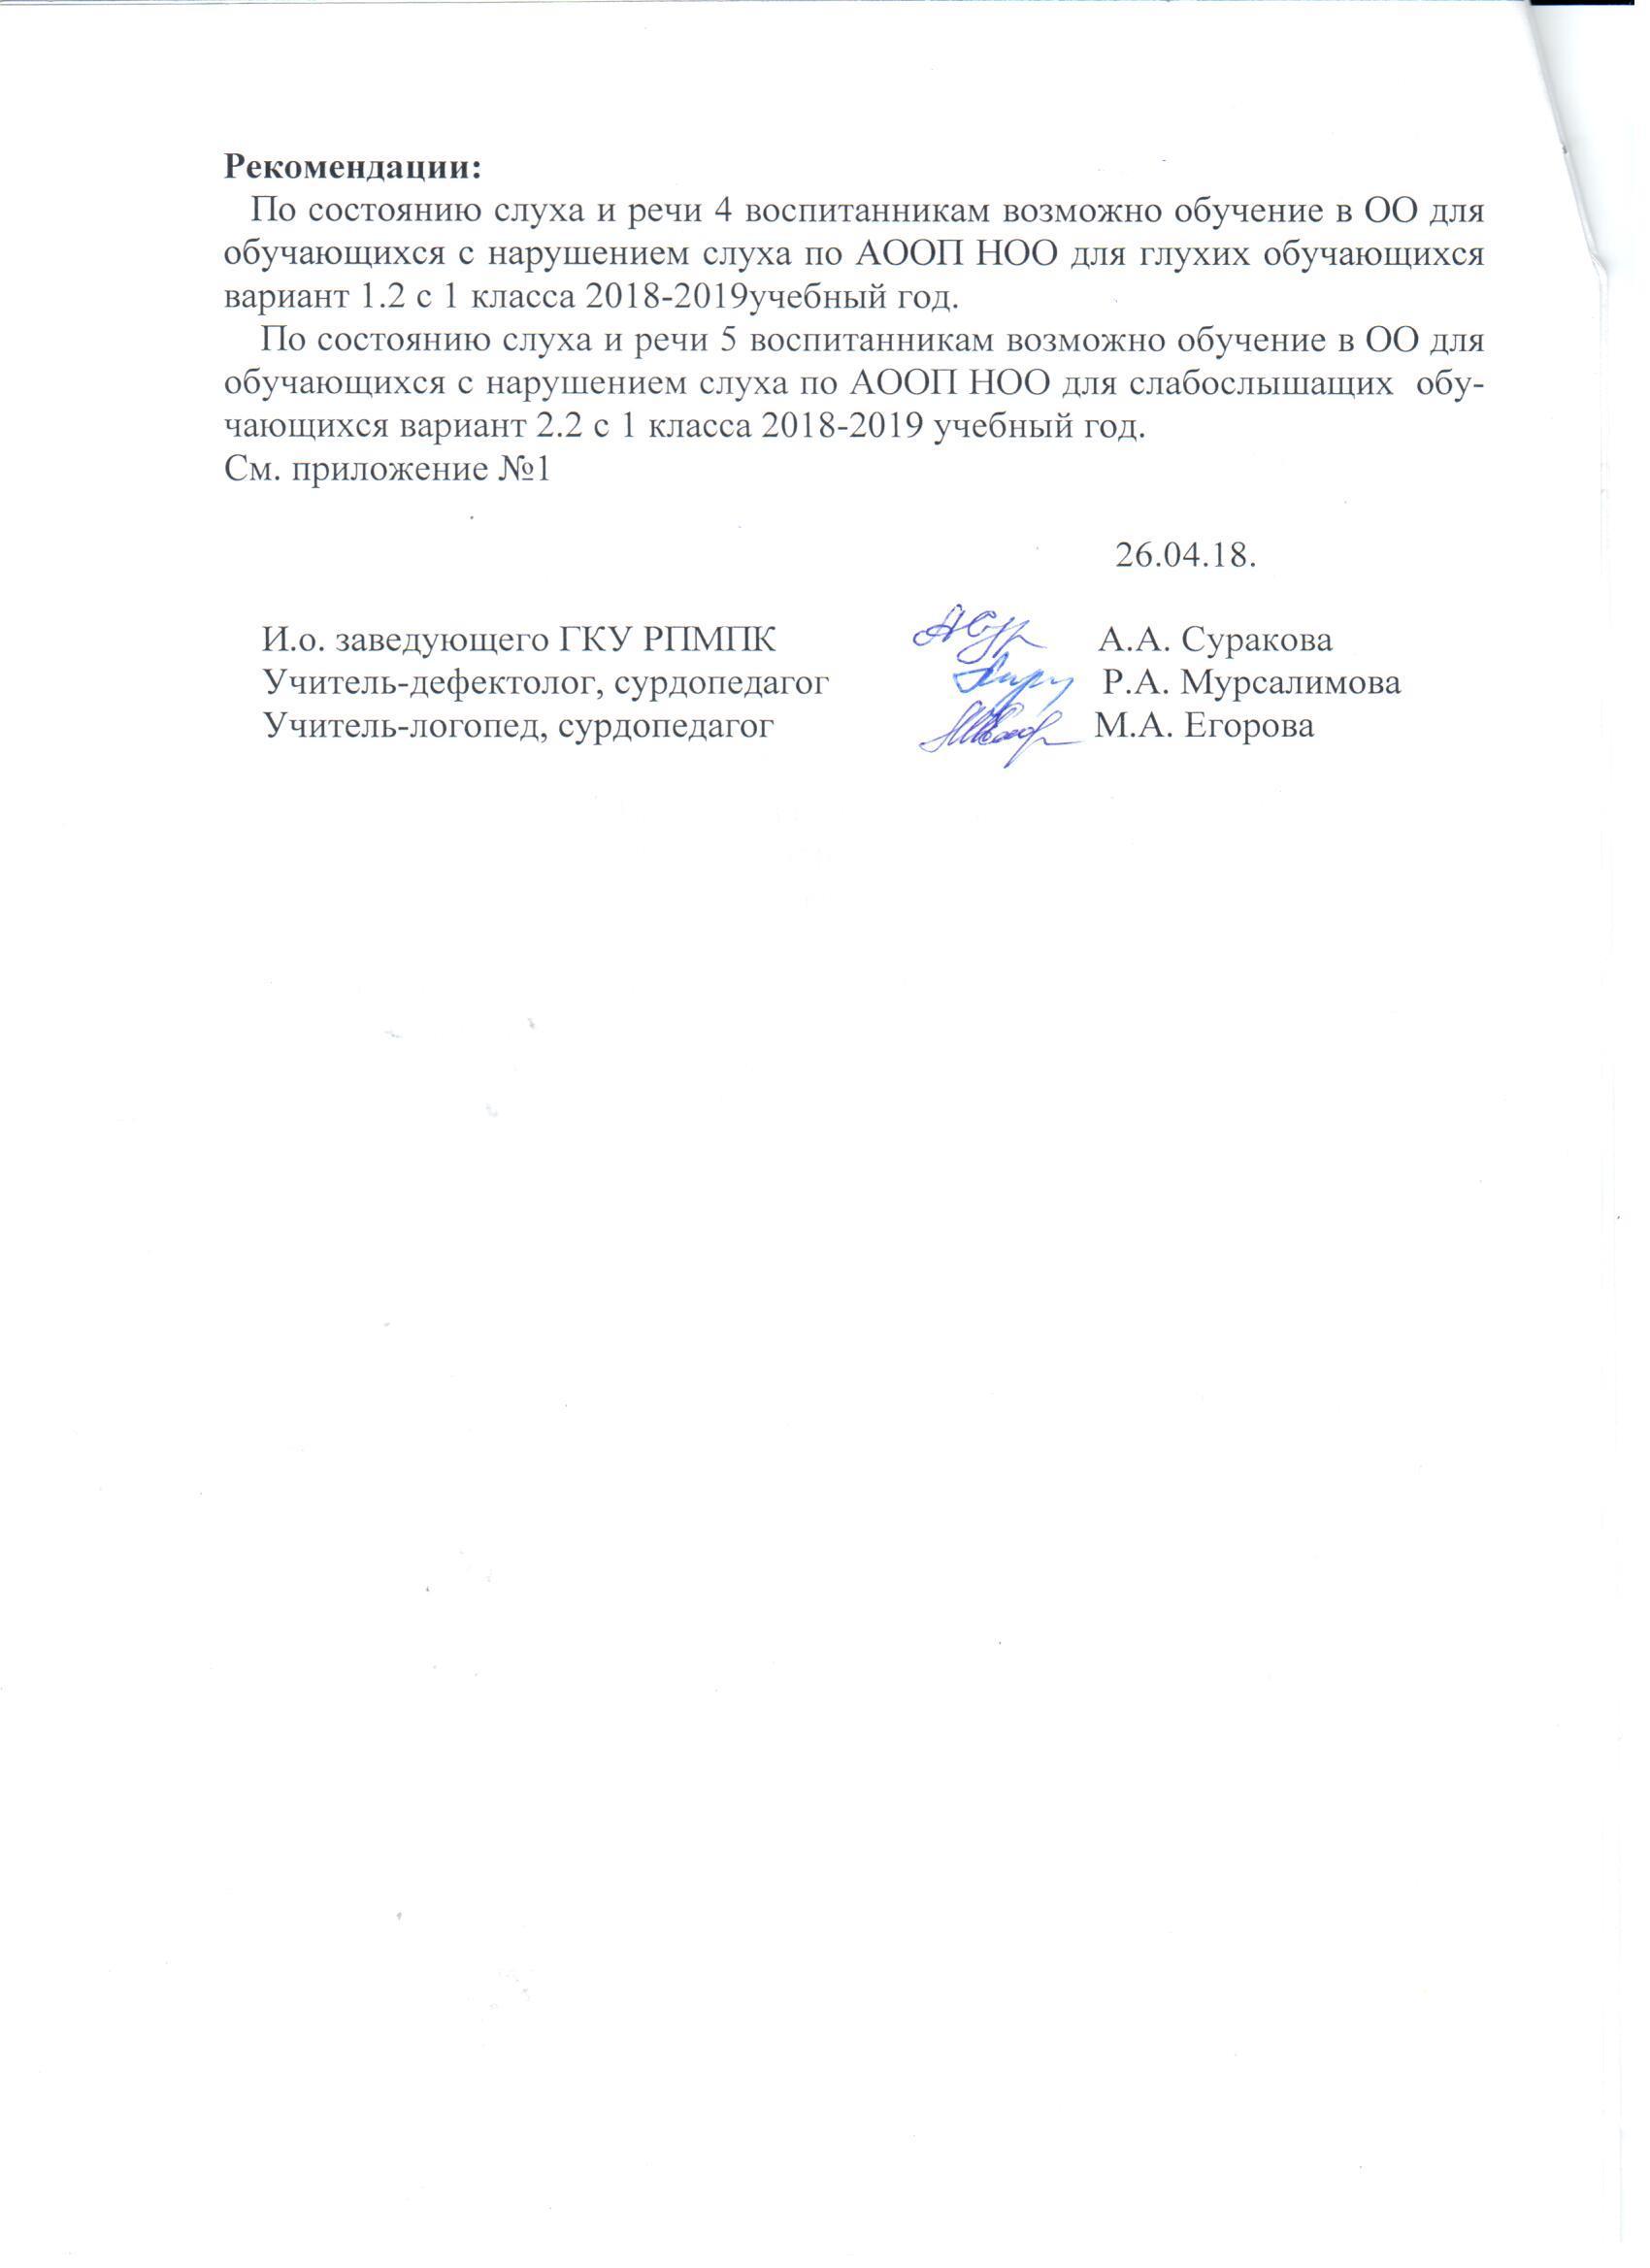 Рекомендации:
По состоянию слуха и речи 4 воспитанникам возможно обучение в ОО для
обучающихся с нарушением слуха по АООП НОО для глухих обучающихся
вариант 1.2 с 1 класса 2018-2019учебный год.
По состоянию слуха и речи 5 воспитанникам возможно обучение в ОО для
обучающихся с нарушением слуха по АООП НОО для слабослышащих обу-
чающихся вариант 2.2 с 1 класса 2018-2019 учебный год.
См. приложение №1
26.04.18.
И.о. заведующего ГКУ РПМПК А.А. Суракова
Учитель-дефектолог, сурдопедагог Р.А. Мурсалимова
Учитель-логопед, сурдопедагог М.А. Егорова